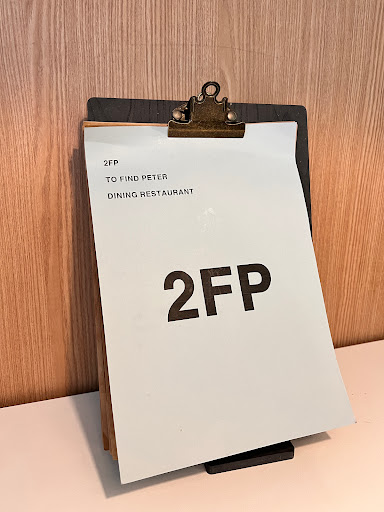 2FP
TO FIND PETER
DINING RESTAURANT
2FP